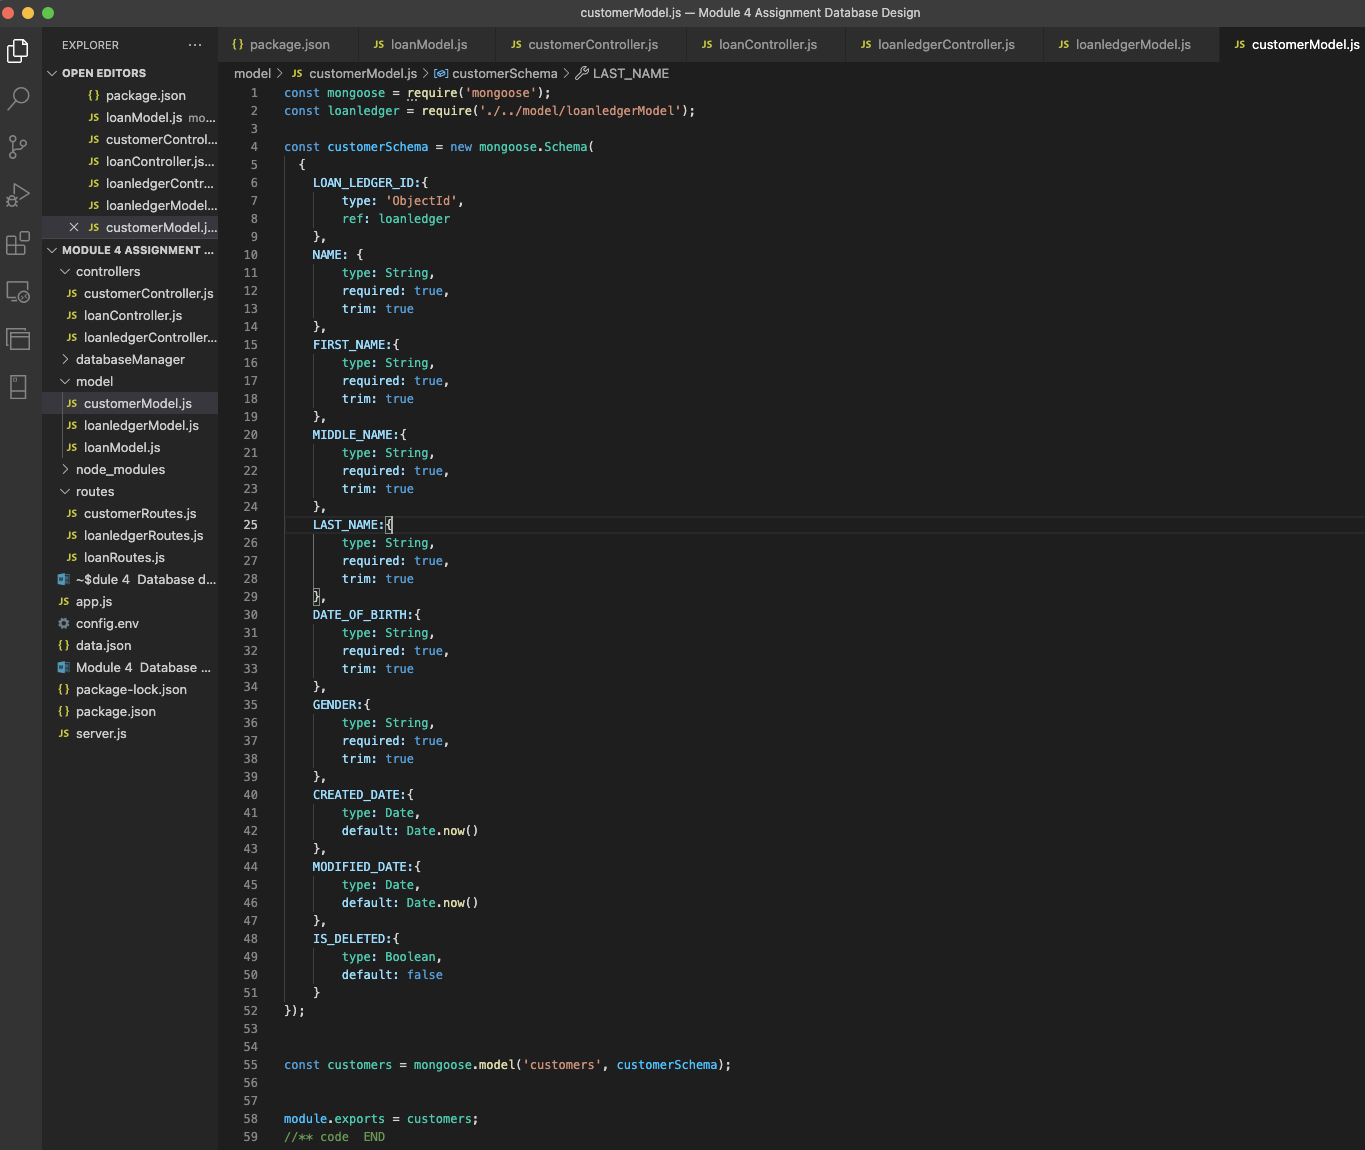 customerModel.js — Module 4 Assignment Database Design
EXPLORER ...
{} package.json
JS loanModel.js
JS customerController.js
JS loanController.js
JS loanledgerController.js
JS loanledgerModel.js
JS customerModel.js
OPEN EDITORS
{} package.json
JS loanModel.js mo...
JS customerControl...
JS loanController.js...
JS loanledgerContr...
JS loanledgerModel...
JS customerModel.j...
MODULE 4 ASSIGNMENT ...
controllers
JS customerController.js
JS loanController.js
JS loanledgerController...
databaseManager
model
JS customerModel.js
JS loanledgerModel.js
JS loanModel.js
node_modules
routes
JS customerRoutes.js
JS loanledgerRoutes.js
JS loanRoutes.js
~$dule 4 Database d...
JS app.js
config.env
{} data.json
Module 4 Database ...
{} package-lock.json
{} package.json
JS server.js
model > JS customerModel.js > customerSchema > LAST_NAME
1 const mongoose = require('mongoose');
2 const loanledger = require('./../model/loanledgerModel');
3
4 const customerSchema = new mongoose.Schema(
5 {
6 LOAN_LEDGER_ID:{
7 type: 'ObjectId',
8 ref: loanledger
9 },
10 NAME: {
11 type: String,
12 required: true,
13 trim: true
14 },
15 FIRST_NAME:{
16 type: String,
17 required: true,
18 trim: true
19 },
20 MIDDLE_NAME:{
21 type: String,
22 required: true,
23 trim: true
24 },
25 LAST_NAME:{
26 type: String,
27 required: true,
28 trim: true
29 },
30 DATE_OF_BIRTH:{
31 type: String,
32 required: true,
33 trim: true
34 },
35 GENDER:{
36 type: String,
37 required: true,
38 trim: true
39 },
40 CREATED_DATE:{
41 type: Date,
42 default: Date.now()
43 },
44 MODIFIED_DATE:{
45 type: Date,
46 default: Date.now()
47 },
48 IS_DELETED:{
49 type: Boolean,
50 default: false
51 }
52 });
53
54
55 const customers = mongoose.model('customers', customerSchema);
56
57
58 module.exports = customers;
59 //** code  END